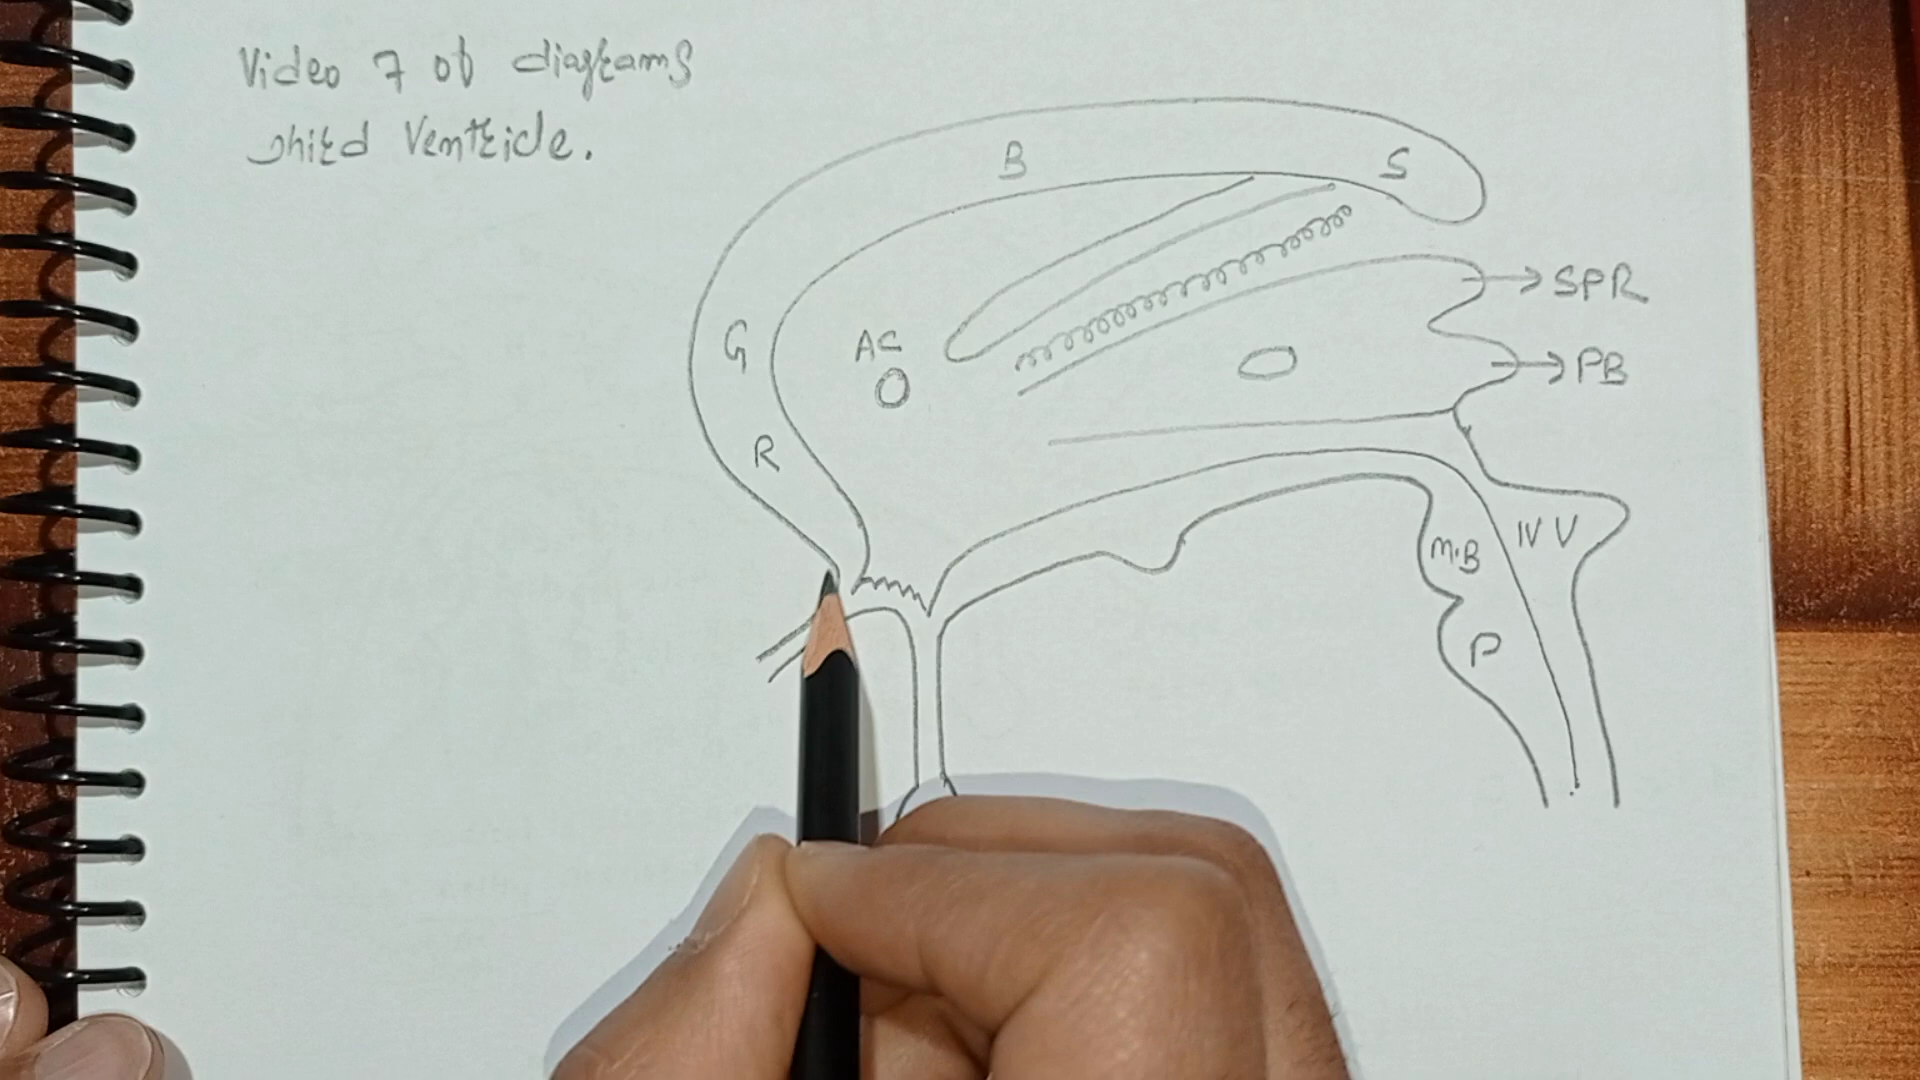 Video 7 of diagrams
Third Ventricle.
B
S
SPR
G
AC
PB
R
M.B
IV V
P